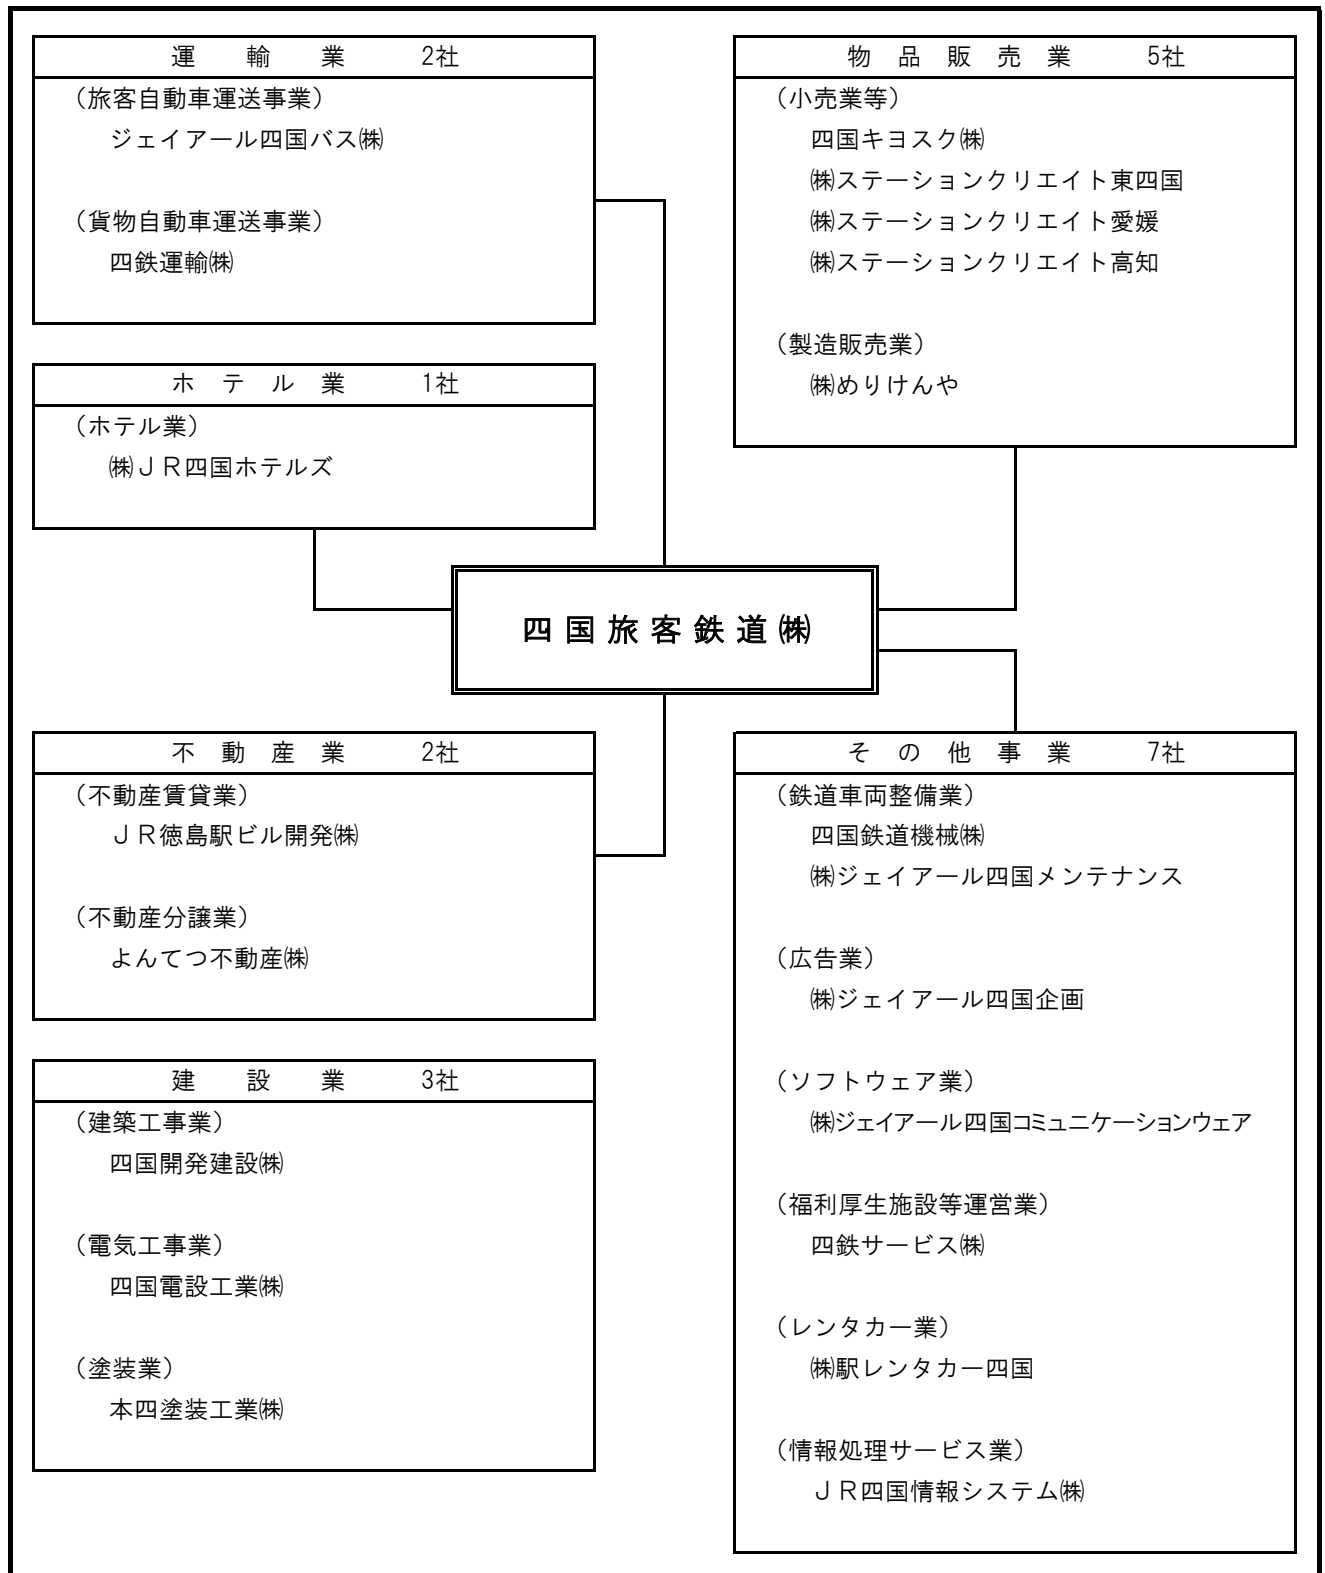 運輸業 2社
（旅客自動車運送事業）
ジェイアール四国バス㈱
（貨物自動車運送事業）
四鉄運輸㈱
ホテル業 1社
（ホテル業）
㈱ＪＲ四国ホテルズ
物品販売業 5社
（小売業等）
四国キヨスク㈱
㈱ステーションクリエイト東四国
㈱ステーションクリエイト愛媛
㈱ステーションクリエイト高知
（製造販売業）
㈱めりけんや
四国旅客鉄道㈱
不動産業 2社
（不動産賃貸業）
ＪＲ徳島駅ビル開発㈱
（不動産分譲業）
よんてつ不動産㈱
建設業 3社
（建築工事業）
四国開発建設㈱
（電気工事業）
四国電設工業㈱
（塗装業）
本四塗装工業㈱
その他事業 7社
（鉄道車両整備業）
四国鉄道機械㈱
㈱ジェイアール四国メンテナンス
（広告業）
㈱ジェイアール四国企画
（ソフトウェア業）
㈱ジェイアール四国コミュニケーションウェア
（福利厚生施設等運営業）
四鉄サービス㈱
（レンタカー業）
㈱駅レンタカー四国
（情報処理サービス業）
ＪＲ四国情報システム㈱